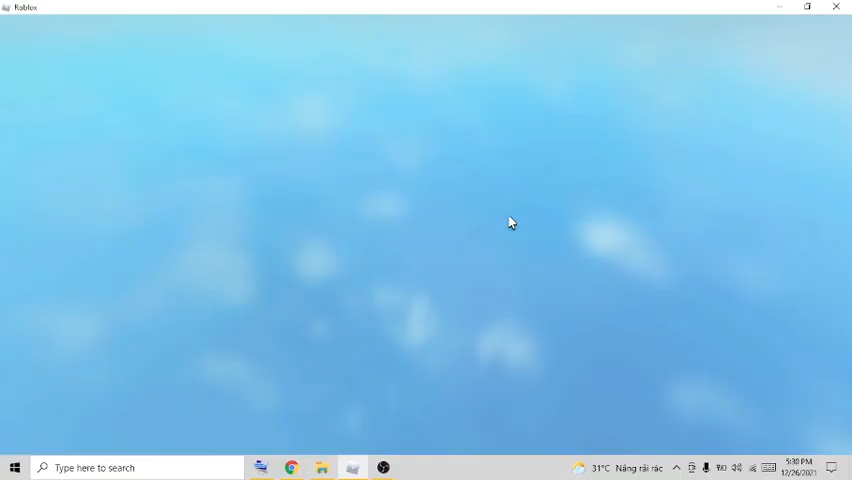 Roblox
Type here to search
31°C Nắng rải rác
5:30 PM
12/26/2021